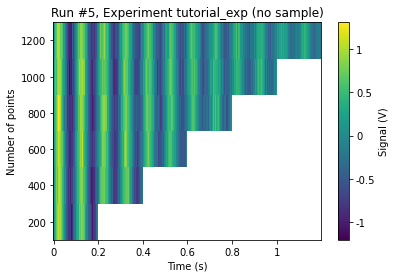 Run #5, Experiment tutorial_exp (no sample)
Number of points
1200
1000
800
600
400
200
0 0.2 0.4 0.6 0.8 1
Time (s)
1
0.5
0
-0.5
-1
Signal (V)